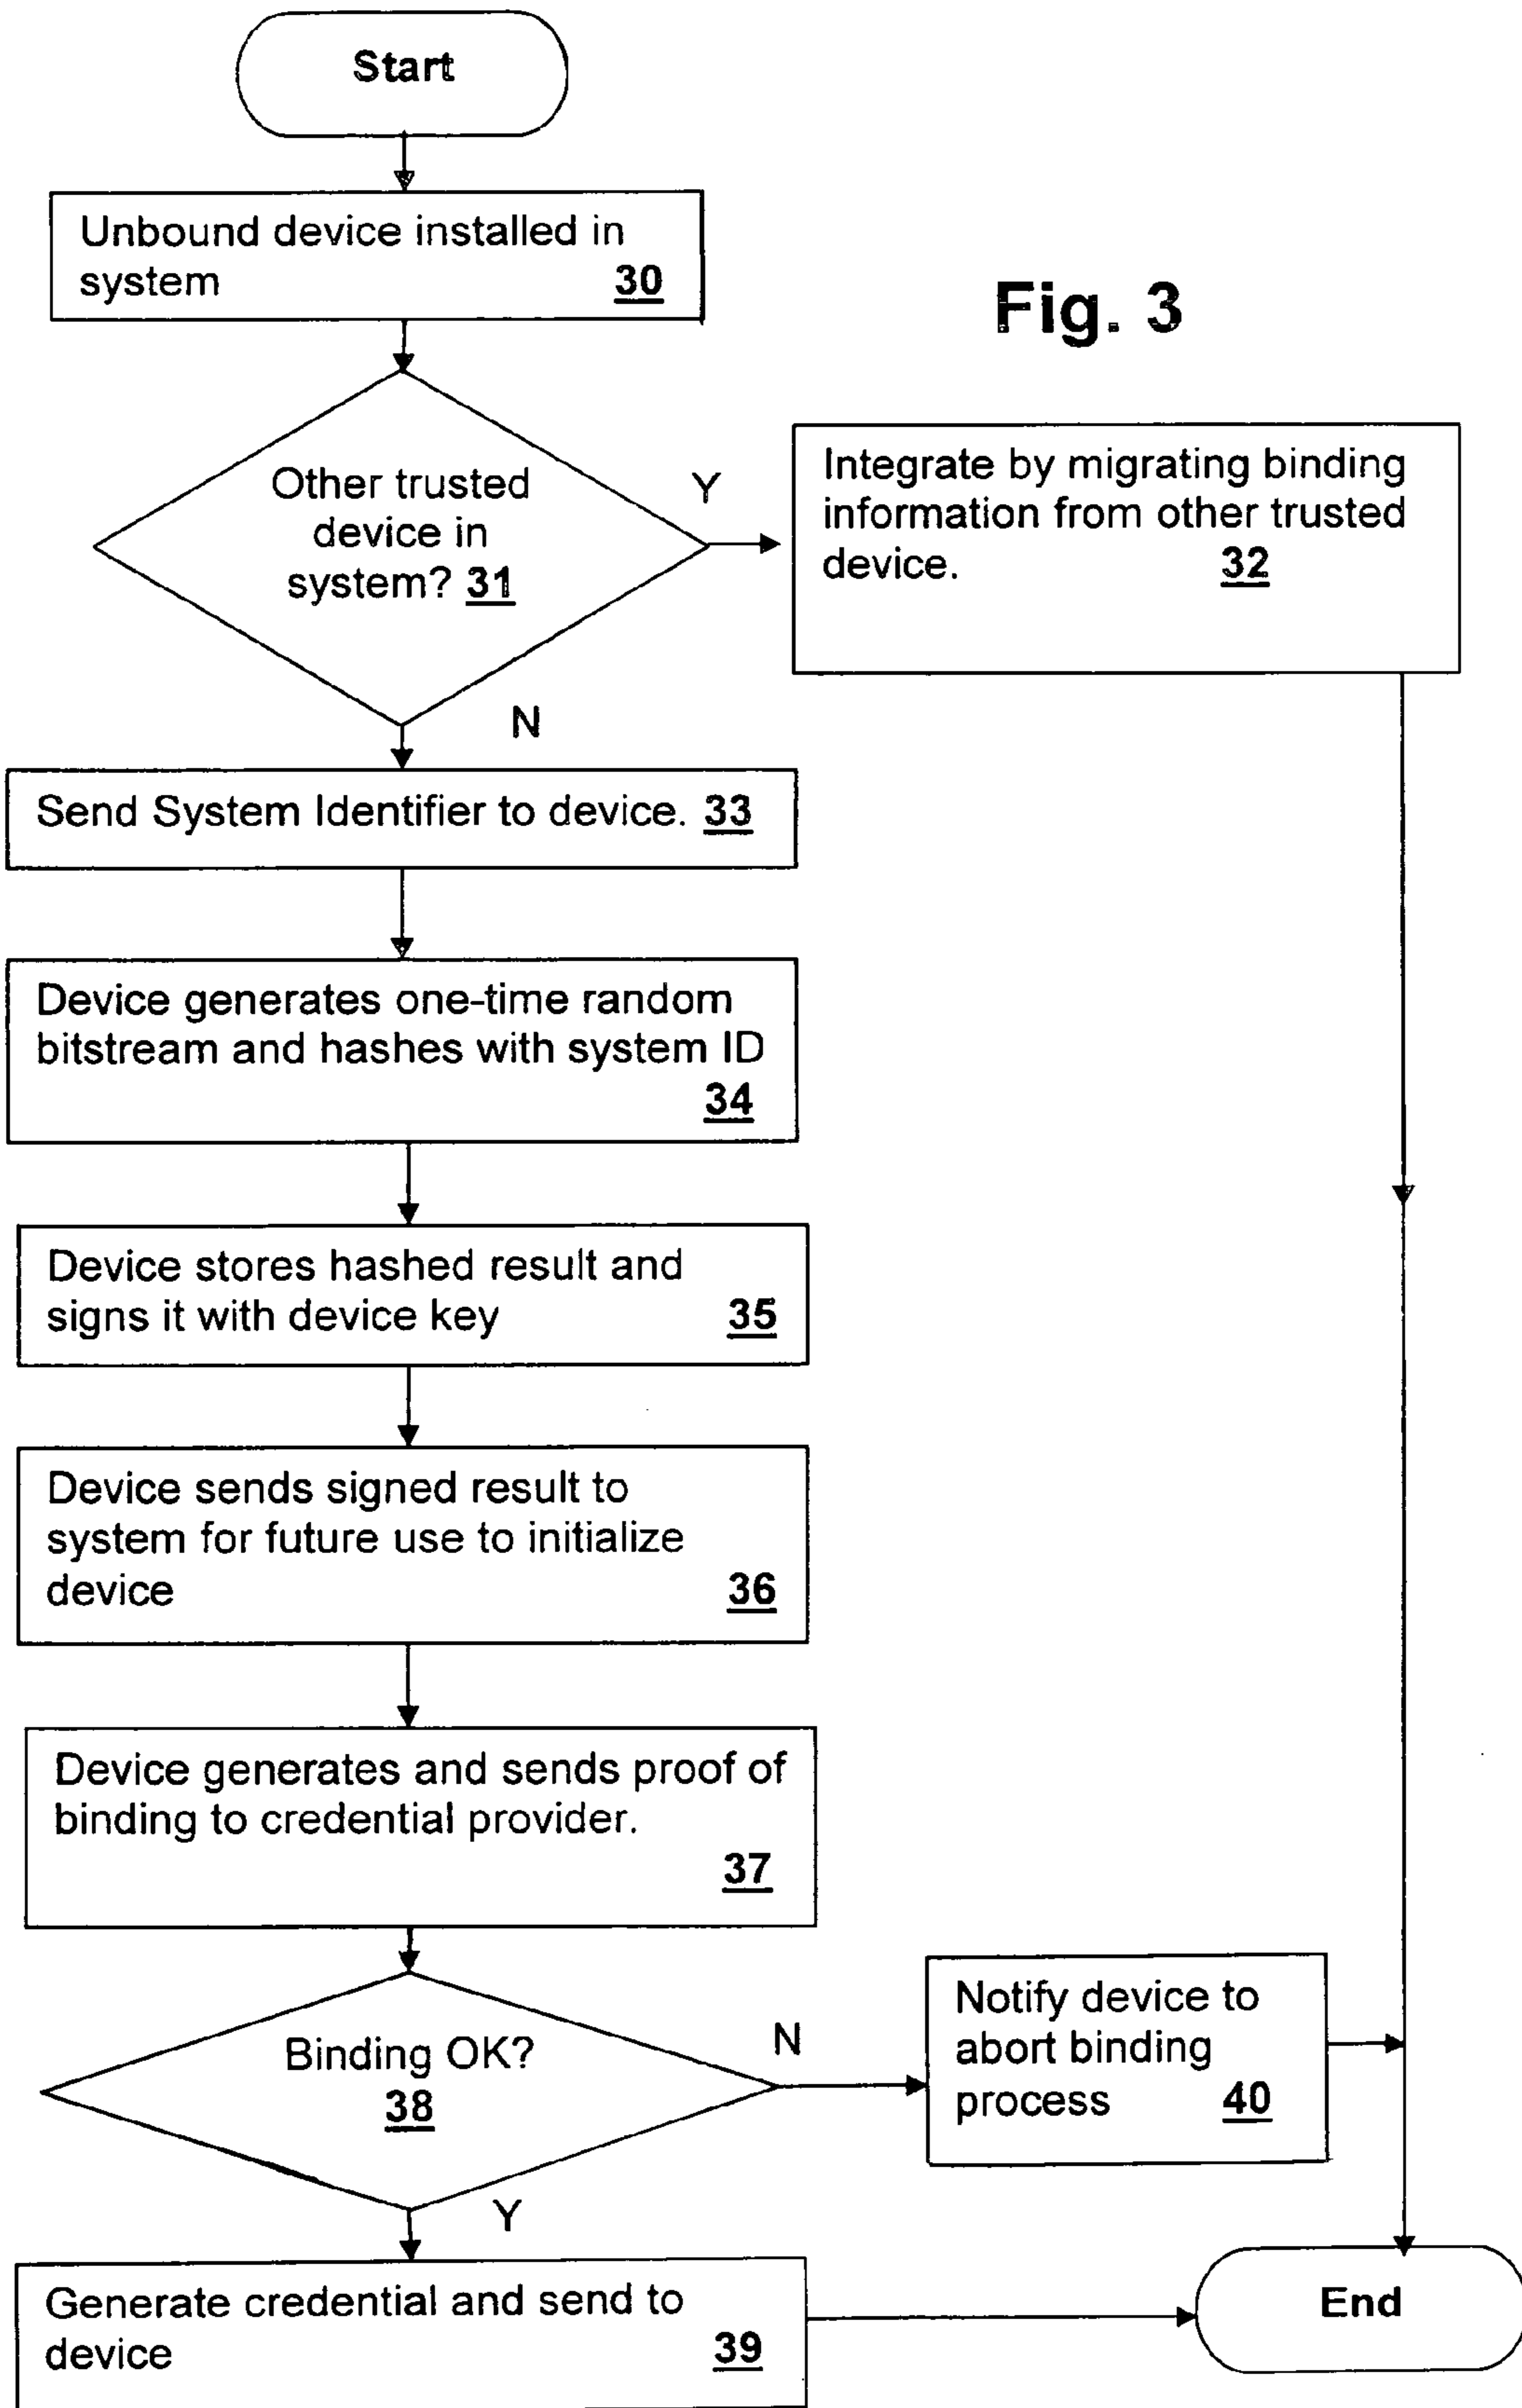 Start
Unbound device installed in
system 30
Fig. 3
Other trusted
device in
system? 31
Y
Integrate by migrating binding
information from other trusted
device. 32
N
Send System Identifier to device. 33
Device generates one-time random
bitstream and hashes with system ID
34
Device stores hashed result and
signs it with device key 35
Device sends signed result to
system for future use to initialize
device 36
Device generates and sends proof of
binding to credential provider.
37
Binding OK?
38
N
Notify device to
abort binding
process 40
Y
Generate credential and send to
device 39
End